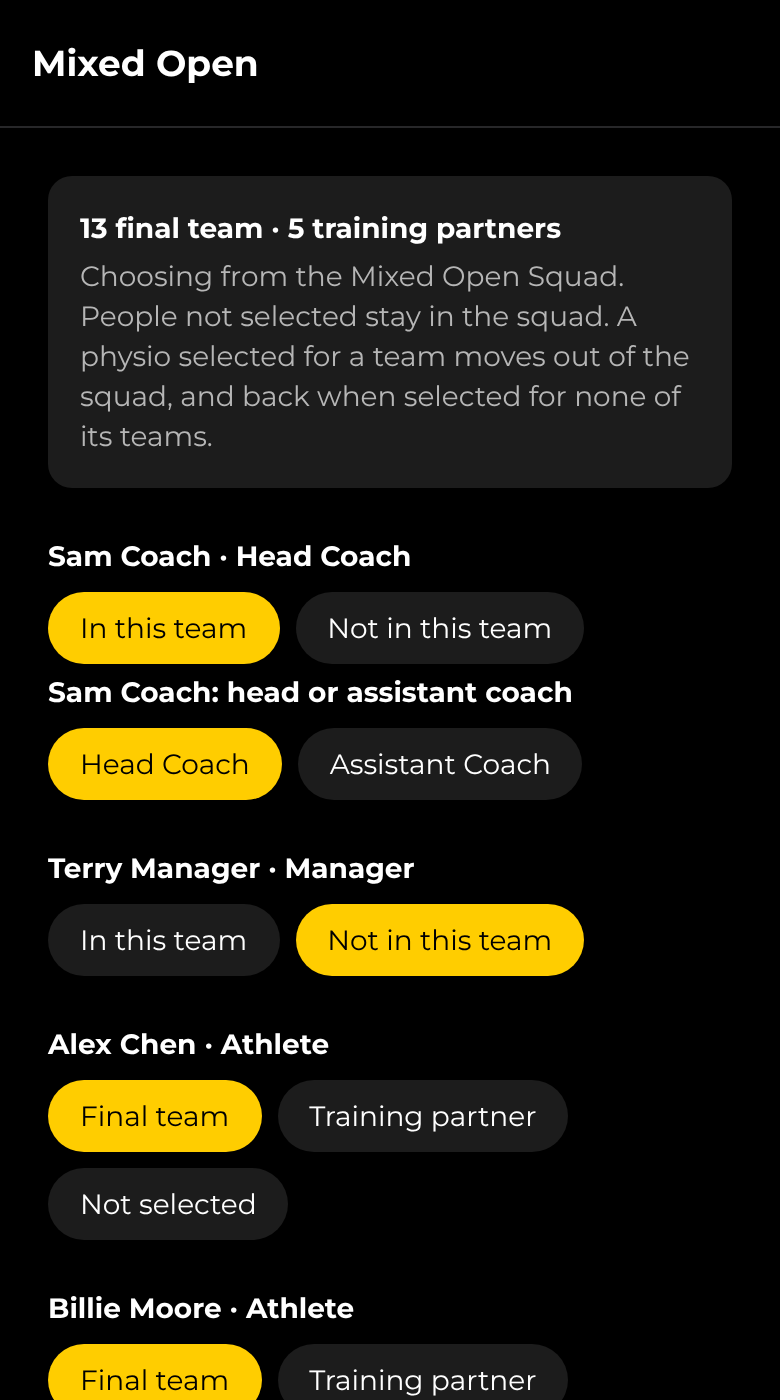 Mixed Open
13 final team · 5 training partners
Choosing from the Mixed Open Squad.
People not selected stay in the squad. A
physio selected for a team moves out of the
squad, and back when selected for none of
its teams.
Sam Coach · Head Coach
In this team
Not in this team
Sam Coach: head or assistant coach
Head Coach
Assistant Coach
Terry Manager · Manager
In this team
Not in this team
Alex Chen · Athlete
Final team
Training partner
Not selected
Billie Moore · Athlete
Final team
Training partner